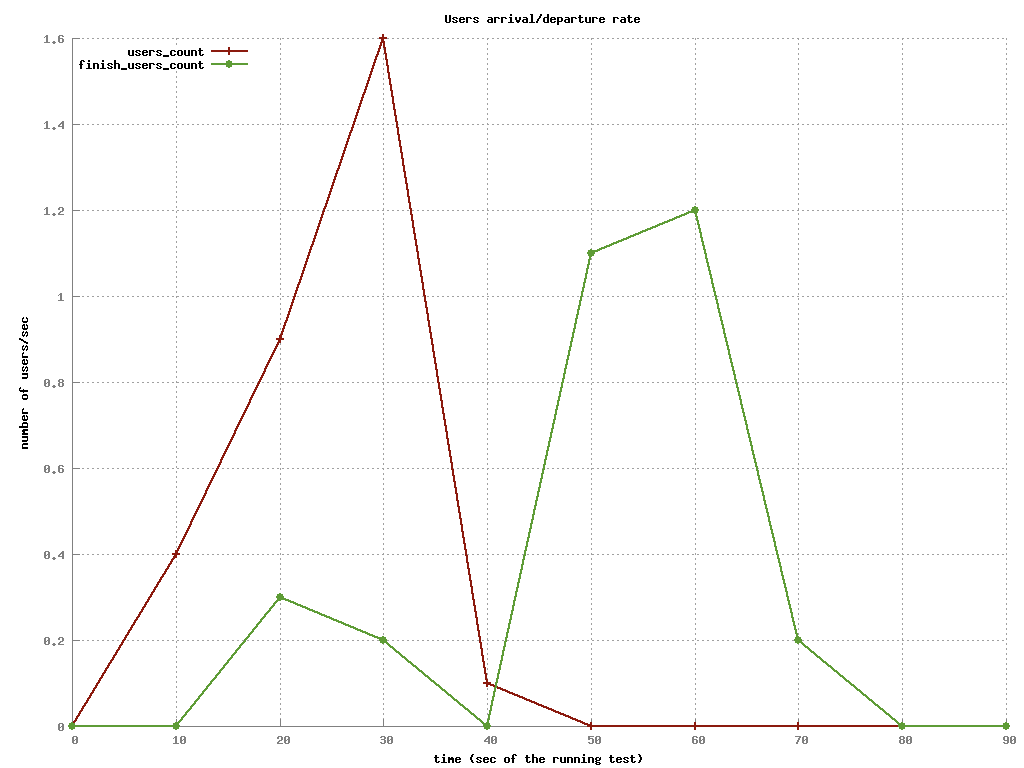 Users arrival/departure rate
users_count
finish_users_count
1.6
1.4
1.2
1
0.8
0.6
0.4
0.2
0
number of users/sec
0 10 20 30 40 50 60 70 80 90
time (sec of the running test)